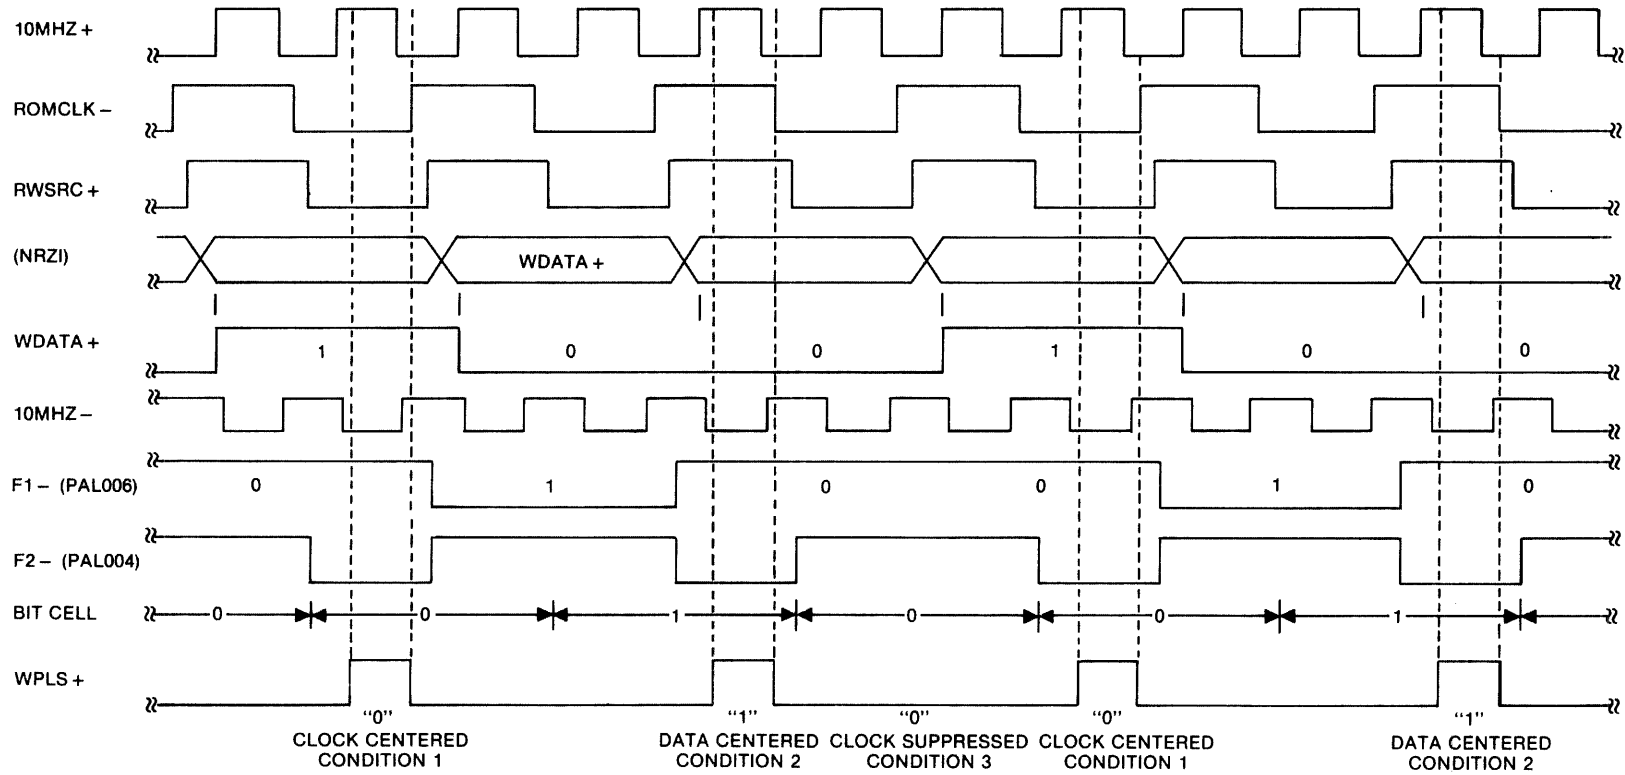 10MHZ +
ROMCLK –
RWSRC +
(NRZI)
WDATA +
WDATA +
1 0 0 1 0 0
10MHZ –
F1 – (PAL006)
0 1 0 0 1 0
F2 – (PAL004)
BIT CELL
0 0 1 0 0 1
WPLS +
“0” “1” “0” “0” “1”
CLOCK CENTERED DATA CENTERED CLOCK SUPPRESSED CLOCK CENTERED DATA CENTERED
CONDITION 1 CONDITION 2 CONDITION 3 CONDITION 1 CONDITION 2